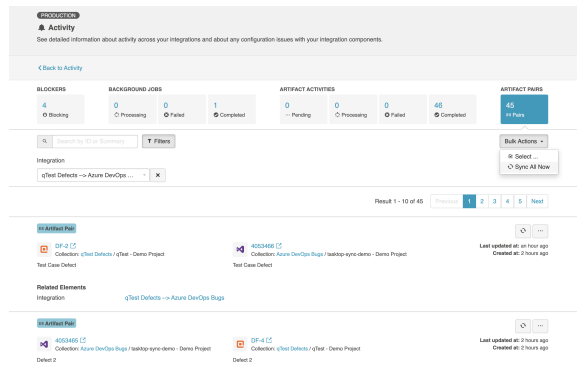 PRODUCTION
Activity
See detailed information about activity across your integrations and about any configuration issues with your integration components.
Back to Activity
BLOCKERS BACKGROUND JOBS ARTIFACT ACTIVITIES ARTIFACT PAIRS
4 0 0 1 0 0 0 46 45
Blocking Processing Failed Completed Pending Processing Failed Completed Pairs
Search by ID or Summary Filters Bulk Actions
Select ...
Sync All Now
Integration
qTest Defects –> Azure DevOps ...
Result 1 - 10 of 45 Previous 1 2 3 4 5 Next
Artifact Pair
DF-2 4053466 Last updated at: an hour ago
Collection: qTest Defects / qTest - Demo Project Collection: Azure DevOps Bugs / tasktop-sync-demo - Demo Project Created at: 2 hours ago
Test Case Defect Test Case Defect
Related Elements
Integration qTest Defects –> Azure DevOps Bugs
Artifact Pair
4053465 DF-4 Last updated at: 2 hours ago
Collection: Azure DevOps Bugs / tasktop-sync-demo - Demo Project Collection: qTest Defects / qTest - Demo Project Created at: 2 hours ago
Defect 2 Defect 2